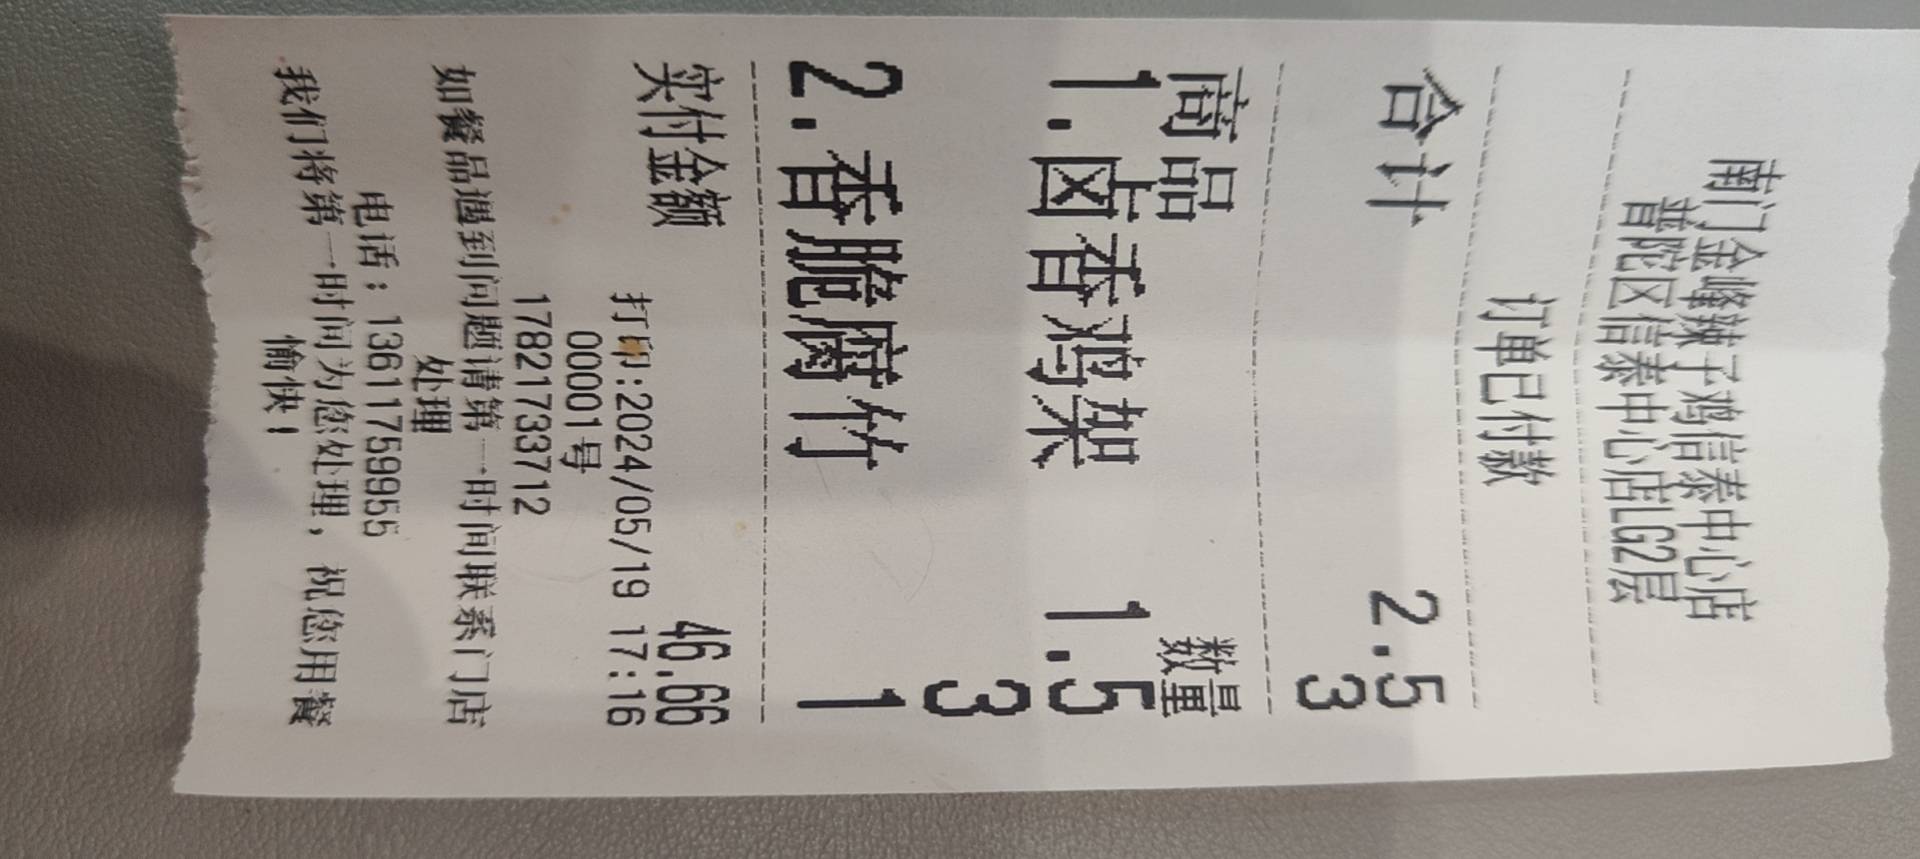 南门金峰辣子鸡信泰中心店
普陀区信泰中心店LG2层
订单已付款
合计 2.5
3
商品 数量
1.卤香鸡架 1.5
3
2.香脆腐竹 1
实付金额 46.66
打印:2024/05/19 17:16
00001号
17821733712
如餐品遇到问题请第一时间联系门店
处理
电话：13611759955
我们将第一时间为您处理，祝您用餐
愉快！